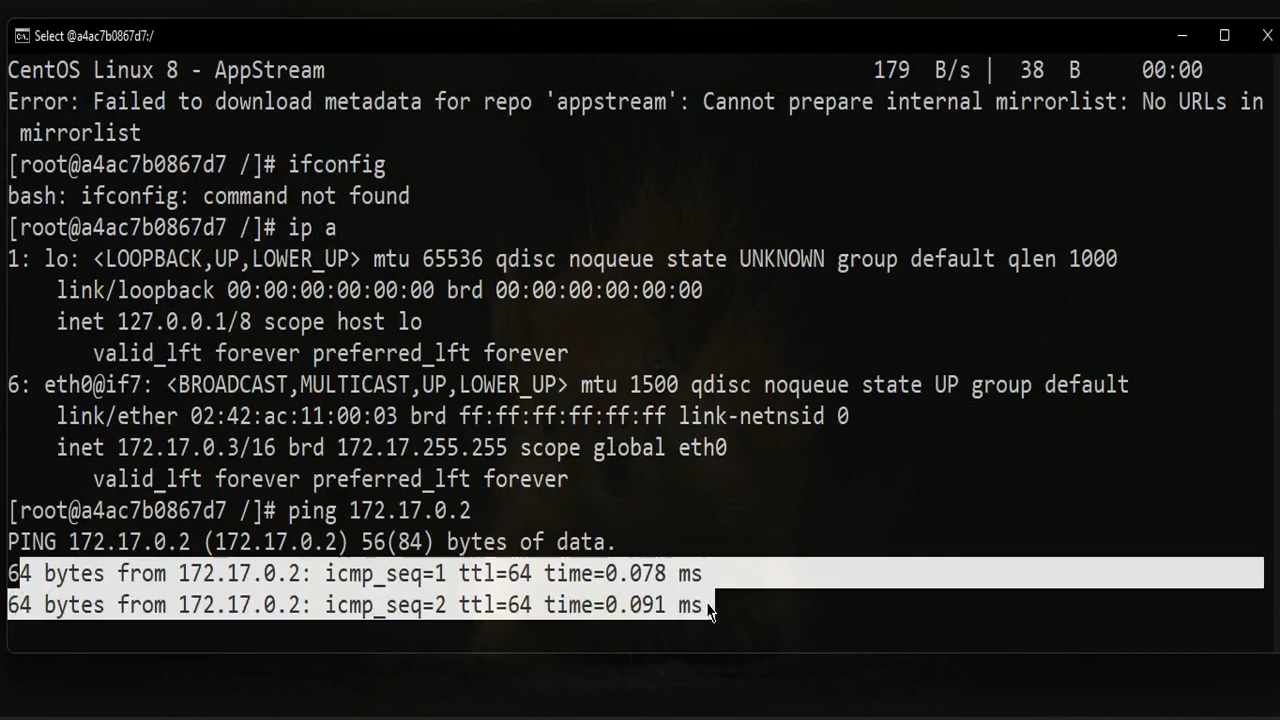 Select @a4ac7b0867d7:/
CentOS Linux 8 - AppStream 179 B/s | 38 B 00:00
Error: Failed to download metadata for repo 'appstream': Cannot prepare internal mirrorlist: No URLs in
mirrorlist
[root@a4ac7b0867d7 /]# ifconfig
bash: ifconfig: command not found
[root@a4ac7b0867d7 /]# ip a
1: lo: <LOOPBACK,UP,LOWER_UP> mtu 65536 qdisc noqueue state UNKNOWN group default qlen 1000
link/loopback 00:00:00:00:00:00 brd 00:00:00:00:00:00
inet 127.0.0.1/8 scope host lo
valid_lft forever preferred_lft forever
6: eth0@if7: <BROADCAST,MULTICAST,UP,LOWER_UP> mtu 1500 qdisc noqueue state UP group default
link/ether 02:42:ac:11:00:03 brd ff:ff:ff:ff:ff:ff link-netnsid 0
inet 172.17.0.3/16 brd 172.17.255.255 scope global eth0
valid_lft forever preferred_lft forever
[root@a4ac7b0867d7 /]# ping 172.17.0.2
PING 172.17.0.2 (172.17.0.2) 56(84) bytes of data.
64 bytes from 172.17.0.2: icmp_seq=1 ttl=64 time=0.078 ms
64 bytes from 172.17.0.2: icmp_seq=2 ttl=64 time=0.091 ms